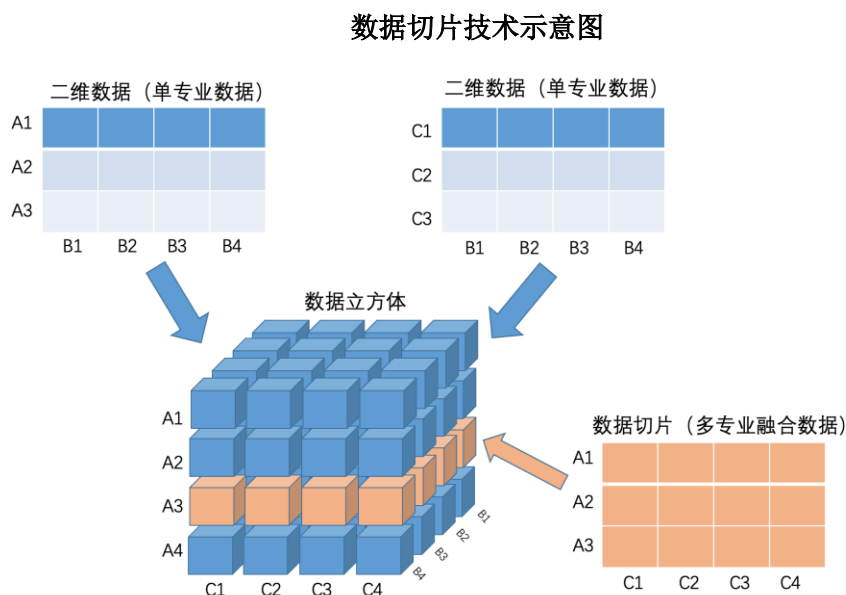 数据切片技术示意图
二维数据（单专业数据）
A1
A2
A3
B1 B2 B3 B4
二维数据（单专业数据）
C1
C2
C3
B1 B2 B3 B4
数据立方体
A1
A2
A3
A4
C1 C2 C3 C4
B4 B3 B2 B1
数据切片（多专业融合数据）
A1
A2
A3
C1 C2 C3 C4